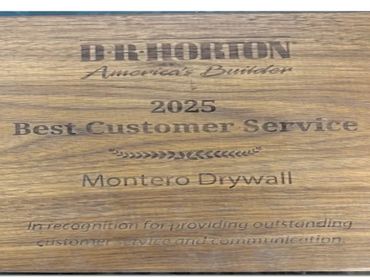 D·R·HORTON
America's Builder
2025
Best Customer Service
Montero Drywall
In recognition for providing outstanding
customer service and communication